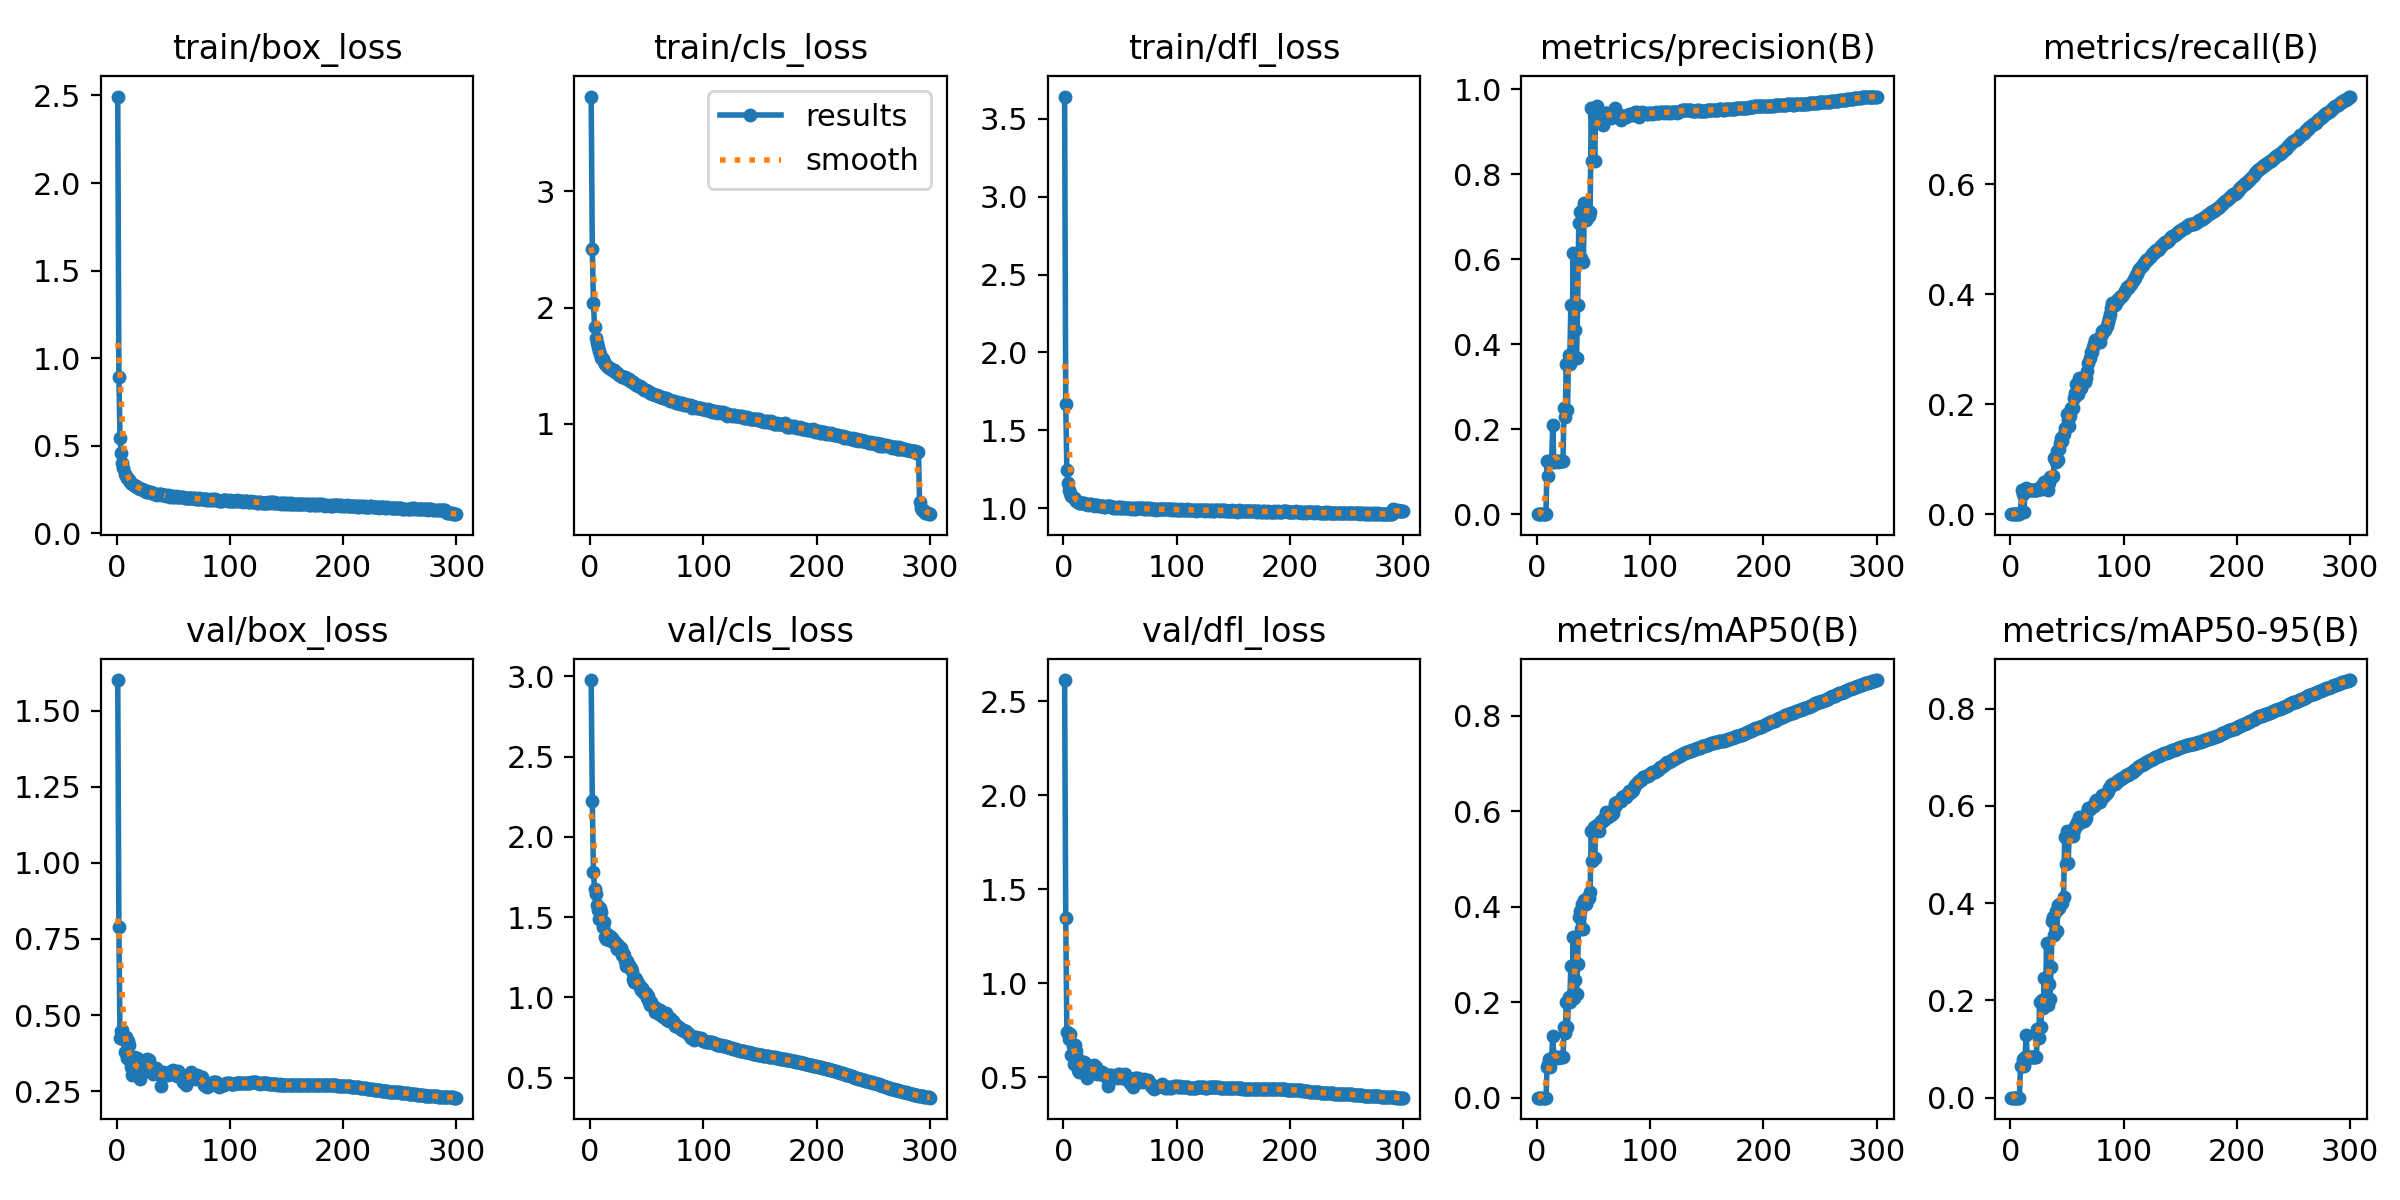 train/box_loss
2.5
2.0
1.5
1.0
0.5
0.0
0 100 200 300
train/cls_loss
results
smooth
3
2
1
0 100 200 300
train/dfl_loss
3.5
3.0
2.5
2.0
1.5
1.0
0 100 200 300
metrics/precision(B)
1.0
0.8
0.6
0.4
0.2
0.0
0 100 200 300
metrics/recall(B)
0.6
0.4
0.2
0.0
0 100 200 300
val/box_loss
1.50
1.25
1.00
0.75
0.50
0.25
0 100 200 300
val/cls_loss
3.0
2.5
2.0
1.5
1.0
0.5
0 100 200 300
val/dfl_loss
2.5
2.0
1.5
1.0
0.5
0 100 200 300
metrics/mAP50(B)
0.8
0.6
0.4
0.2
0.0
0 100 200 300
metrics/mAP50-95(B)
0.8
0.6
0.4
0.2
0.0
0 100 200 300